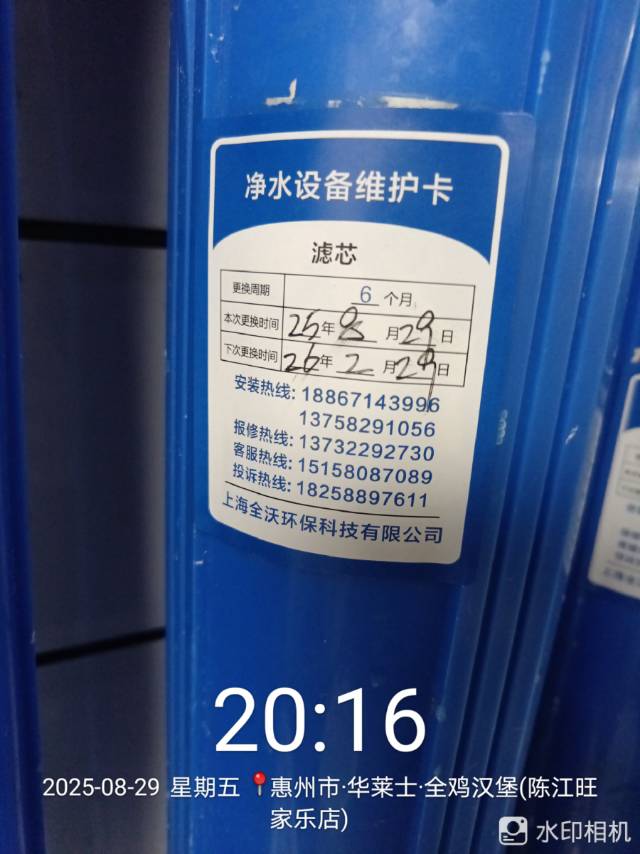 净水设备维护卡
滤芯
更换周期 6 个月
本次更换时间 25年 8 月 29 日
下次更换时间 26年 2 月 29 日
安装热线: 18867143996
13758291056
报修热线: 13732292730
客服热线: 15158087089
投诉热线: 18258897611
上海全沃环保科技有限公司
20:16
2025-08-29 星期五 📍惠州市·华莱士·全鸡汉堡(陈江旺
家乐店)
水印相机